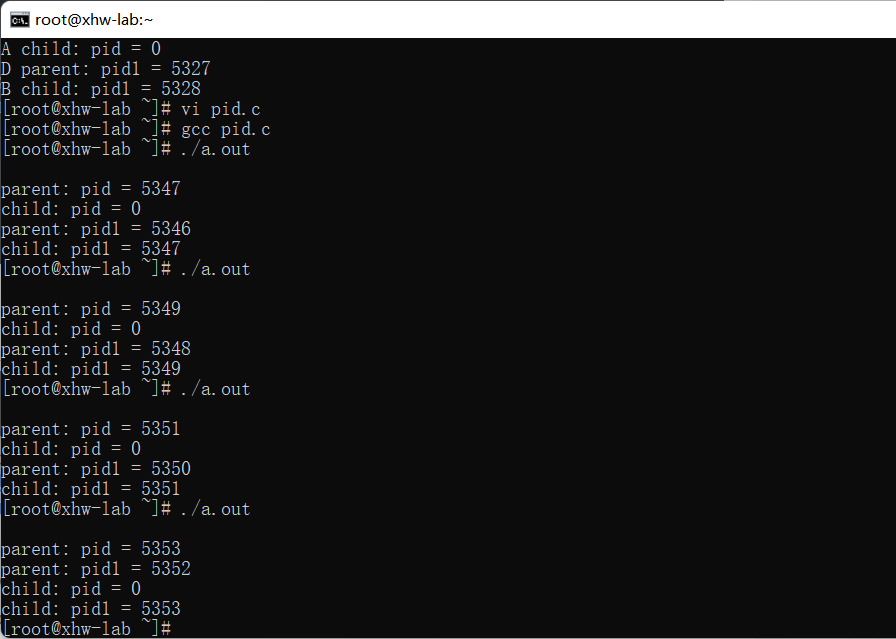 root@xhw-lab:~
A child: pid = 0
D parent: pid1 = 5327
B child: pid1 = 5328
[root@xhw-lab ~]# vi pid.c
[root@xhw-lab ~]# gcc pid.c
[root@xhw-lab ~]# ./a.out
parent: pid = 5347
child: pid = 0
parent: pid1 = 5346
child: pid1 = 5347
[root@xhw-lab ~]# ./a.out
parent: pid = 5349
child: pid = 0
parent: pid1 = 5348
child: pid1 = 5349
[root@xhw-lab ~]# ./a.out
parent: pid = 5351
child: pid = 0
parent: pid1 = 5350
child: pid1 = 5351
[root@xhw-lab ~]# ./a.out
parent: pid = 5353
parent: pid1 = 5352
child: pid = 0
child: pid1 = 5353
[root@xhw-lab ~]#